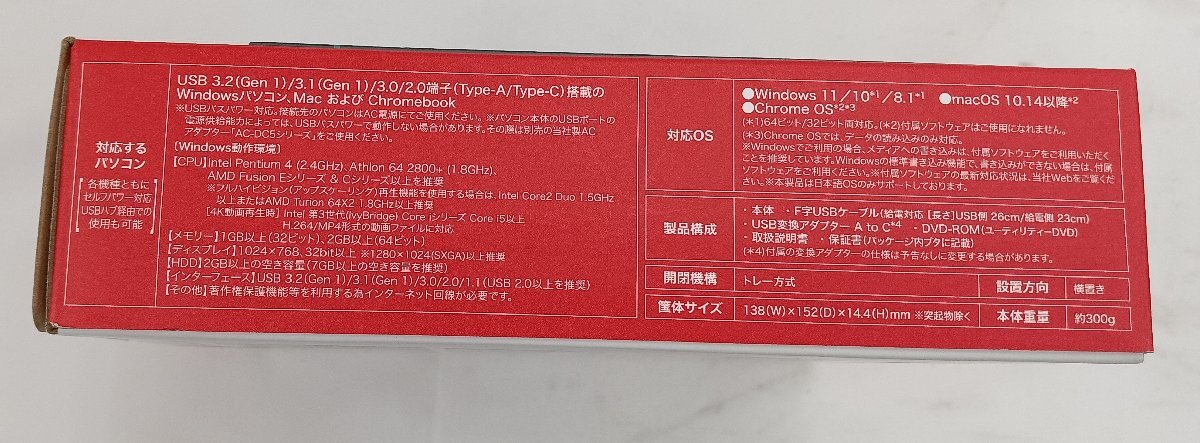 対応する
パソコン
各機種ともに
セルフパワー対応
USBハブ経由での
使用も可能
USB 3.2(Gen 1)/3.1(Gen 1)/3.0/2.0端子(Type-A/Type-C)搭載の
Windowsパソコン、Mac および Chromebook
※USBバスパワー対応。接続先のパソコンはAC電源にてご使用ください。※パソコン本体のUSBポートの
電源供給能力によっては、USBバスパワーで動作しない場合があります。その際は別売の当社製AC
アダプター「AC-DC5シリーズ」をご使用ください。
〔Windows動作環境〕
【CPU】Intel Pentium 4 (2.4GHz)、Athlon 64 2800+ (1.8GHz)、
AMD Fusion Eシリーズ & Cシリーズ以上を推奨
※フルハイビジョン(アップスケーリング)再生機能を使用する場合は、Intel Core2 Duo 1.5GHz
以上またはAMD Turion 64X2 1.8GHz以上推奨
[4K動画再生時] Intel 第3世代(IvyBridge) Core iシリーズ Core i5以上
H.264/MP4形式の動画ファイルに対応
【メモリー】1GB以上(32ビット)、2GB以上(64ビット)
【ディスプレイ】1024×768、32bit以上 ※1280×1024(SXGA)以上推奨
【HDD】2GB以上の空き容量(7GB以上の空き容量を推奨)
【インターフェース】USB 3.2(Gen 1)/3.1(Gen 1)/3.0/2.0/1.1(USB 2.0以上を推奨)
【その他】著作権保護機能等を利用する為インターネット回線が必要です。
対応OS
●Windows 11/10*1/8.1*1 ●macOS 10.14以降*2
●Chrome OS*2*3
(*1)64ビット/32ビット両対応。(*2)付属ソフトウェアはご使用になれません。
(*3)Chrome OSでは、データの読み込みのみ対応。
※Windowsでご利用の場合、メディアへの書き込みは、付属ソフトウェアをご利用いただく
ことを推奨しています。Windowsの標準書き込み機能で、書き込みができない場合は、付属
ソフトウェアをご利用ください。※付属ソフトウェアの最新対応状況は、当社Webをご覧くだ
さい。※本製品は日本語OSのみサポートしております。
製品構成
・本体 ・F字USBケーブル(給電対応 [長さ]USB側 26cm/給電側 23cm)
・USB変換アダプター A to C*4 ・DVD-ROM(ユーティリティーDVD)
・取扱説明書 ・保証書(パッケージ内ブタに記載)
(*4)付属の変換アダプターの仕様は予告なしに変更する場合があります。
開閉機構 トレー方式 設置方向 横置き
筐体サイズ 138(W)×152(D)×14.4(H)mm ※突起物除く 本体重量 約300g